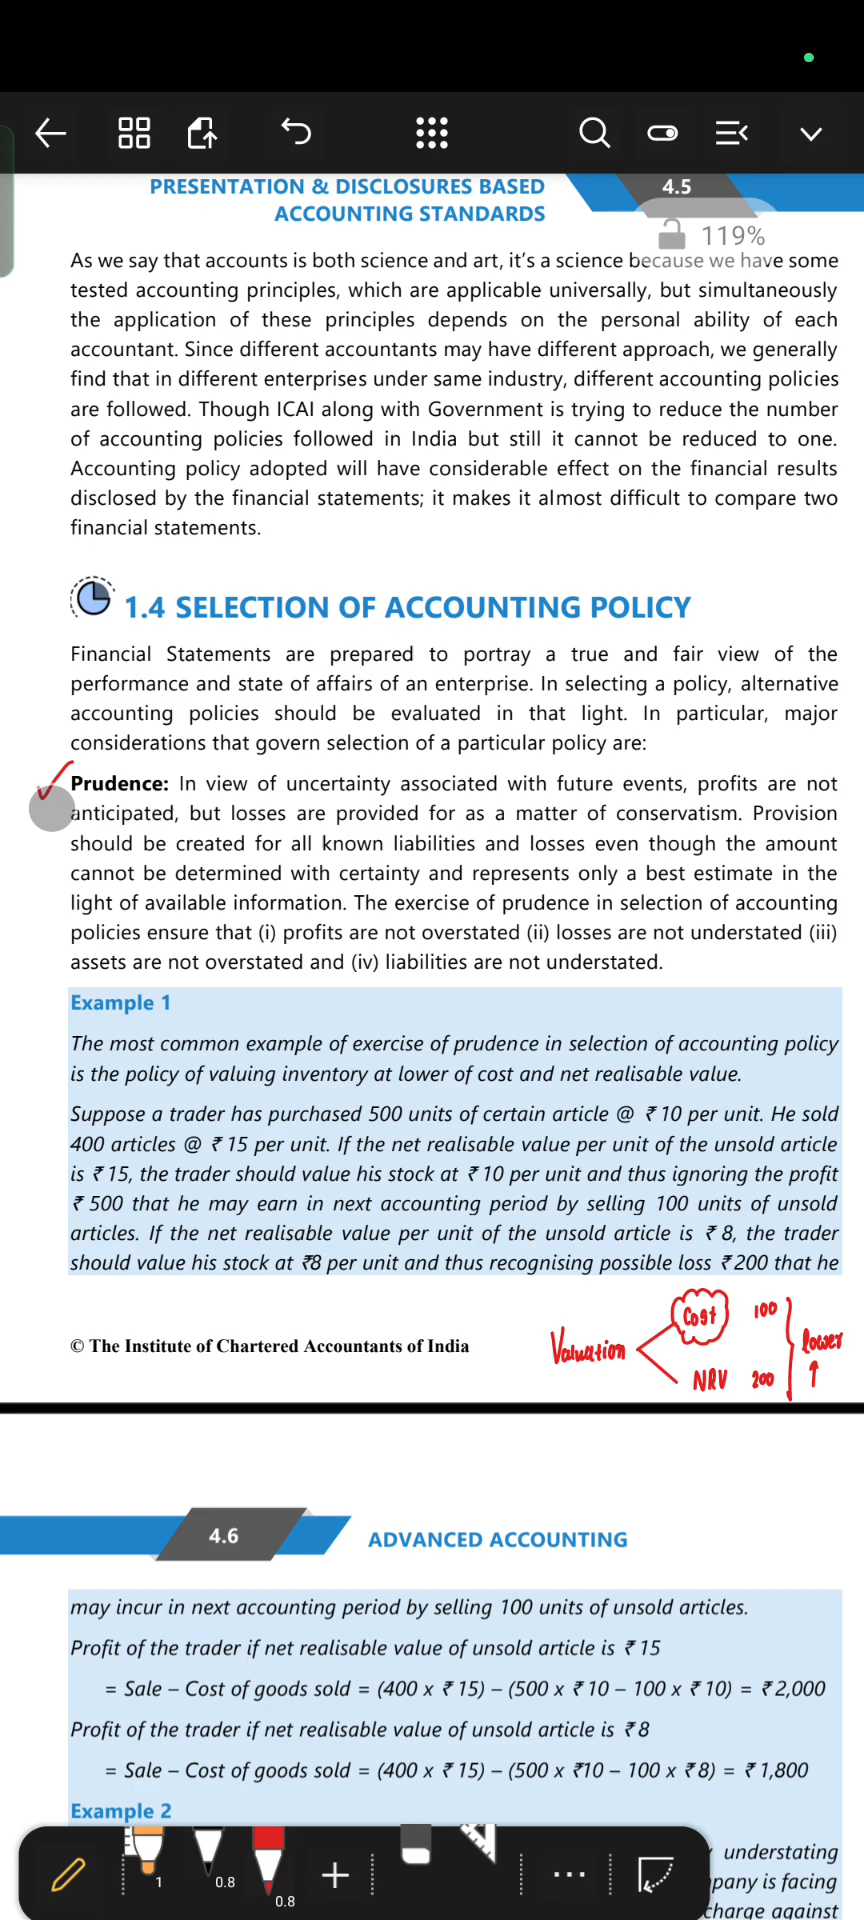 PRESENTATION & DISCLOSURES BASED
4.5
ACCOUNTING STANDARDS
119%
As we say that accounts is both science and art, it's a science because we have some
tested accounting principles, which are applicable universally, but simultaneously
the application of these principles depends on the personal ability of each
accountant. Since different accountants may have different approach, we generally
find that in different enterprises under same industry, different accounting policies
are followed. Though ICAI along with Government is trying to reduce the number
of accounting policies followed in India but still it cannot be reduced to one.
Accounting policy adopted will have considerable effect on the financial results
disclosed by the financial statements; it makes it almost difficult to compare two
financial statements.
1.4 SELECTION OF ACCOUNTING POLICY
Financial Statements are prepared to portray a true and fair view of the
performance and state of affairs of an enterprise. In selecting a policy, alternative
accounting policies should be evaluated in that light. In particular, major
considerations that govern selection of a particular policy are:
Prudence: In view of uncertainty associated with future events, profits are not
anticipated, but losses are provided for as a matter of conservatism. Provision
should be created for all known liabilities and losses even though the amount
cannot be determined with certainty and represents only a best estimate in the
light of available information. The exercise of prudence in selection of accounting
policies ensure that (i) profits are not overstated (ii) losses are not understated (iii)
assets are not overstated and (iv) liabilities are not understated.
Example 1
The most common example of exercise of prudence in selection of accounting policy
is the policy of valuing inventory at lower of cost and net realisable value.
Suppose a trader has purchased 500 units of certain article @ ₹ 10 per unit. He sold
400 articles @ ₹ 15 per unit. If the net realisable value per unit of the unsold article
is ₹ 15, the trader should value his stock at ₹ 10 per unit and thus ignoring the profit
₹ 500 that he may earn in next accounting period by selling 100 units of unsold
articles. If the net realisable value per unit of the unsold article is ₹ 8, the trader
should value his stock at ₹8 per unit and thus recognising possible loss ₹ 200 that he
Cost 100
© The Institute of Chartered Accountants of India
Valuation
lower
NRV 200
4.6
ADVANCED ACCOUNTING
may incur in next accounting period by selling 100 units of unsold articles.
Profit of the trader if net realisable value of unsold article is ₹ 15
= Sale – Cost of goods sold = (400 x ₹ 15) – (500 x ₹ 10 – 100 x ₹ 10) = ₹ 2,000
Profit of the trader if net realisable value of unsold article is ₹ 8
= Sale – Cost of goods sold = (400 x ₹ 15) – (500 x ₹10 – 100 x ₹ 8) = ₹ 1,800
Example 2
understating
pany is facing
charge against
1
0.8
0.8